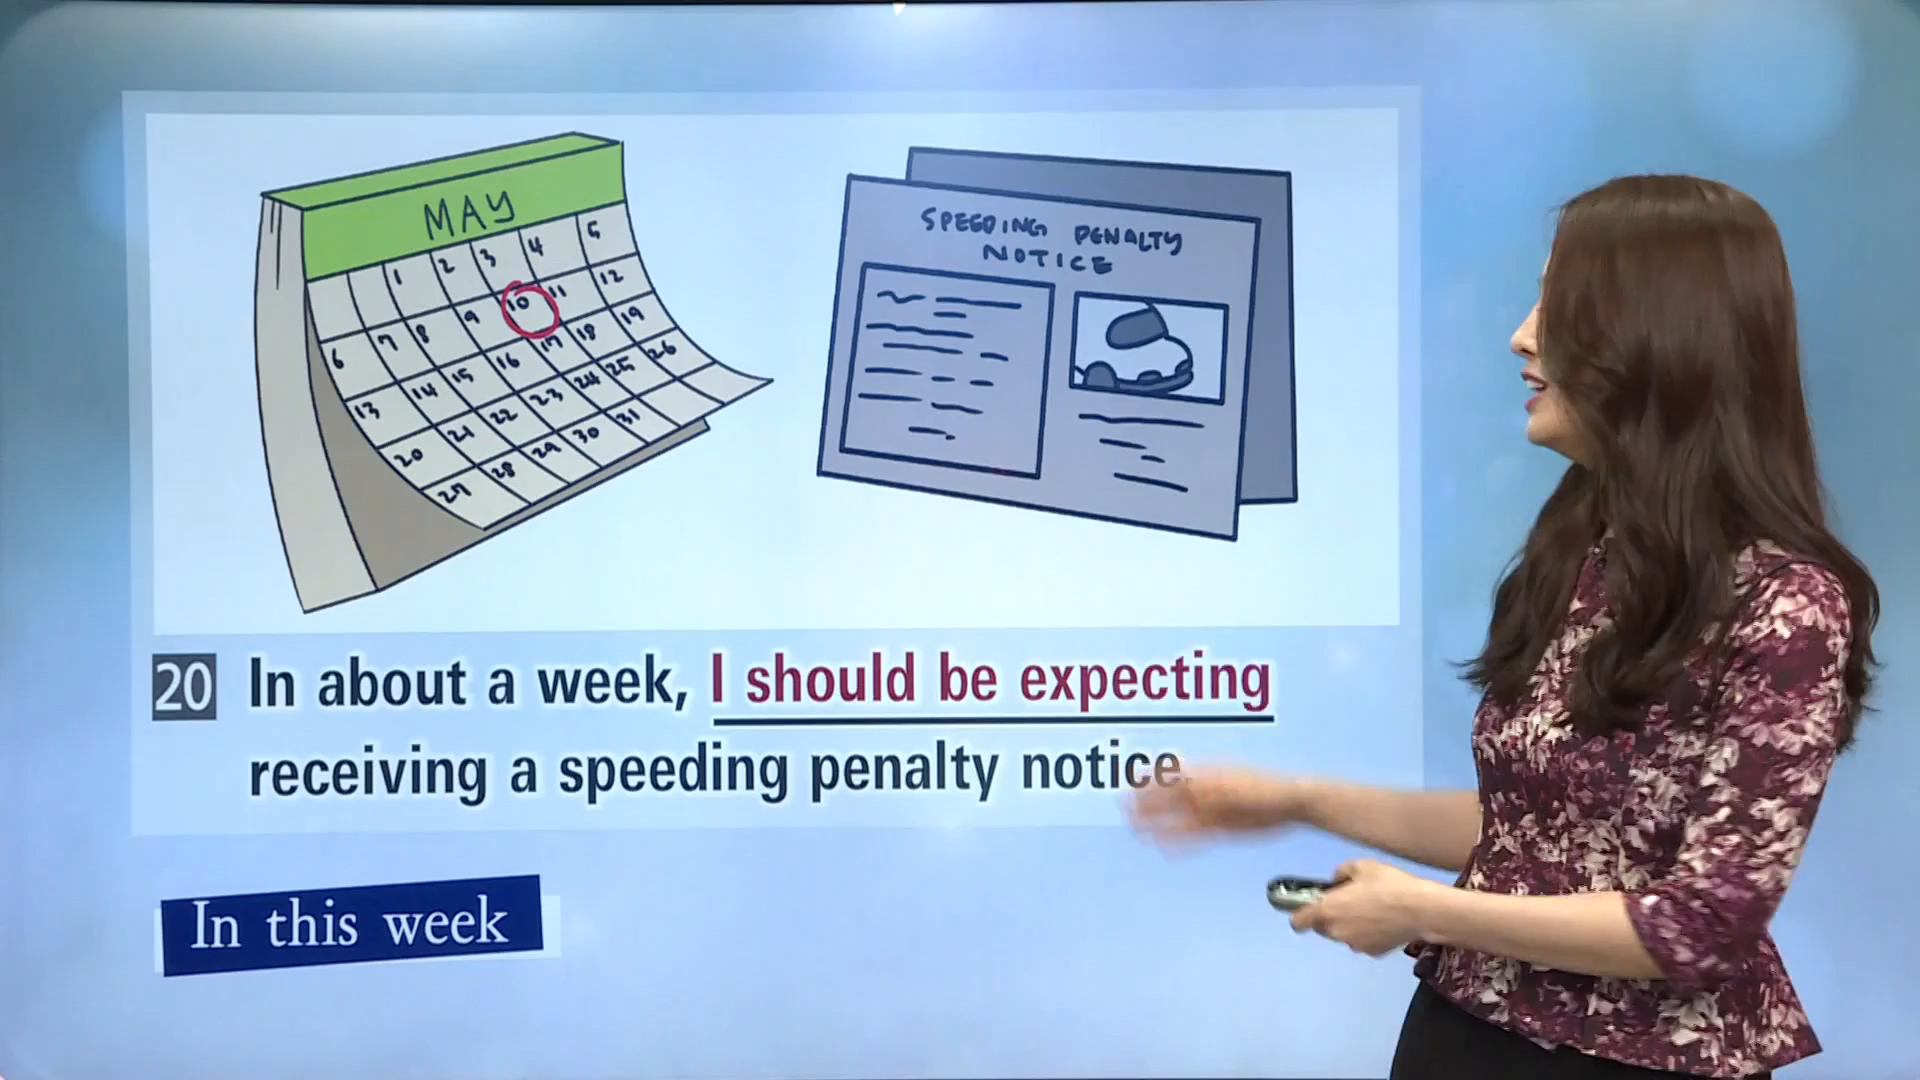 MAY
1 2 3 4 5
6 7 8 9 10 11 12
13 14 15 16 17 18 19
20 21 22 23 24 25 26
27 28 29 30 31
SPEEDING PENALTY
NOTICE
20 In about a week, I should be expecting
receiving a speeding penalty notice.
In this week